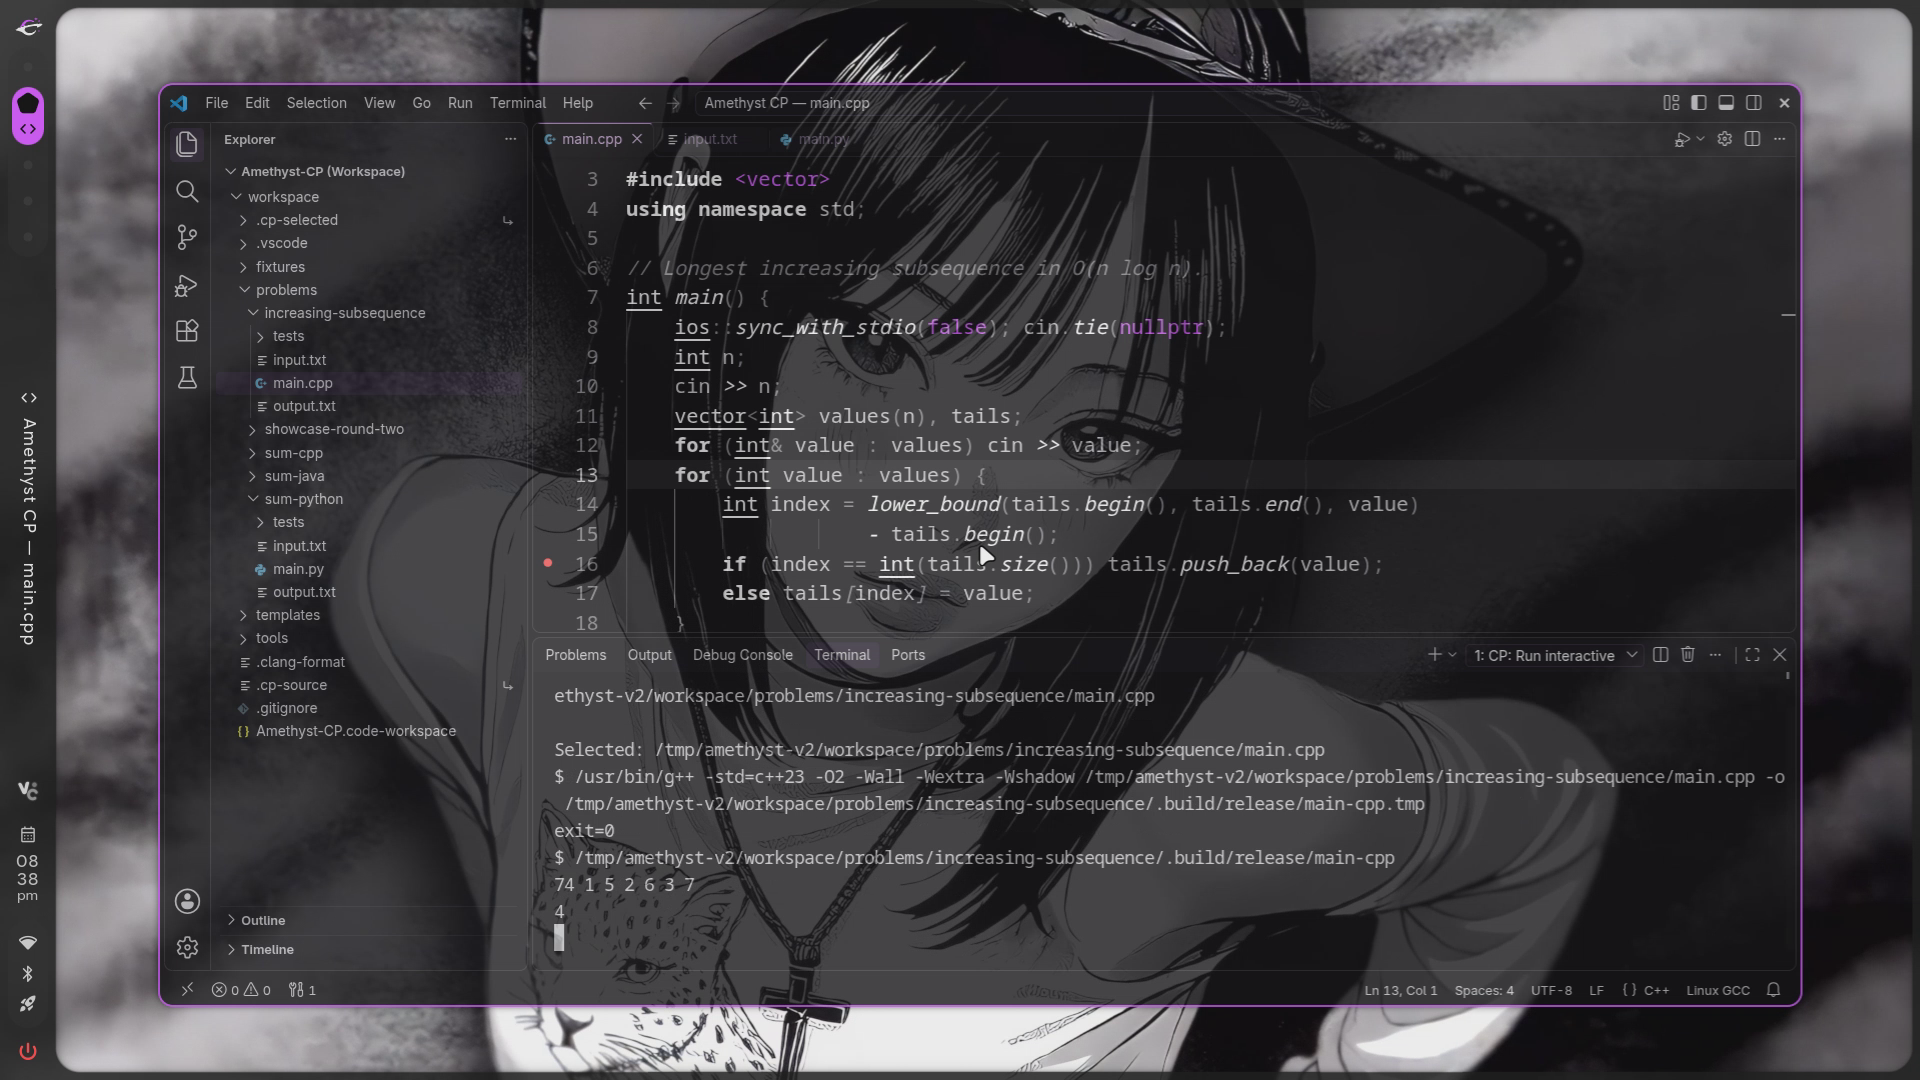 File Edit Selection View Go Run Terminal Help
Amethyst CP — main.cpp
Explorer
Amethyst-CP (Workspace)
workspace
.cp-selected
.vscode
fixtures
problems
increasing-subsequence
tests
input.txt
main.cpp
output.txt
showcase-round-two
sum-cpp
sum-java
sum-python
tests
input.txt
main.py
output.txt
templates
tools
.clang-format
.cp-source
.gitignore
Amethyst-CP.code-workspace
Outline
Timeline
main.cpp input.txt main.py
3 #include <vector>
4 using namespace std;
5
6 // Longest increasing subsequence in O(n log n).
7 int main() {
8 ios::sync_with_stdio(false); cin.tie(nullptr);
9 int n;
10 cin >> n;
11 vector<int> values(n), tails;
12 for (int& value : values) cin >> value;
13 for (int value : values) {
14 int index = lower_bound(tails.begin(), tails.end(), value)
15 - tails.begin();
16 if (index == int(tails.size())) tails.push_back(value);
17 else tails[index] = value;
18 }
Problems Output Debug Console Terminal Ports
1: CP: Run interactive
ethyst-v2/workspace/problems/increasing-subsequence/main.cpp
Selected: /tmp/amethyst-v2/workspace/problems/increasing-subsequence/main.cpp
$ /usr/bin/g++ -std=c++23 -O2 -Wall -Wextra -Wshadow /tmp/amethyst-v2/workspace/problems/increasing-subsequence/main.cpp -o
/tmp/amethyst-v2/workspace/problems/increasing-subsequence/.build/release/main-cpp.tmp
exit=0
$ /tmp/amethyst-v2/workspace/problems/increasing-subsequence/.build/release/main-cpp
74 1 5 2 6 3 7
4
0 0 1
Ln 13, Col 1 Spaces: 4 UTF-8 LF {} C++ Linux GCC
<> Amethyst CP — main.cpp
08
38
pm